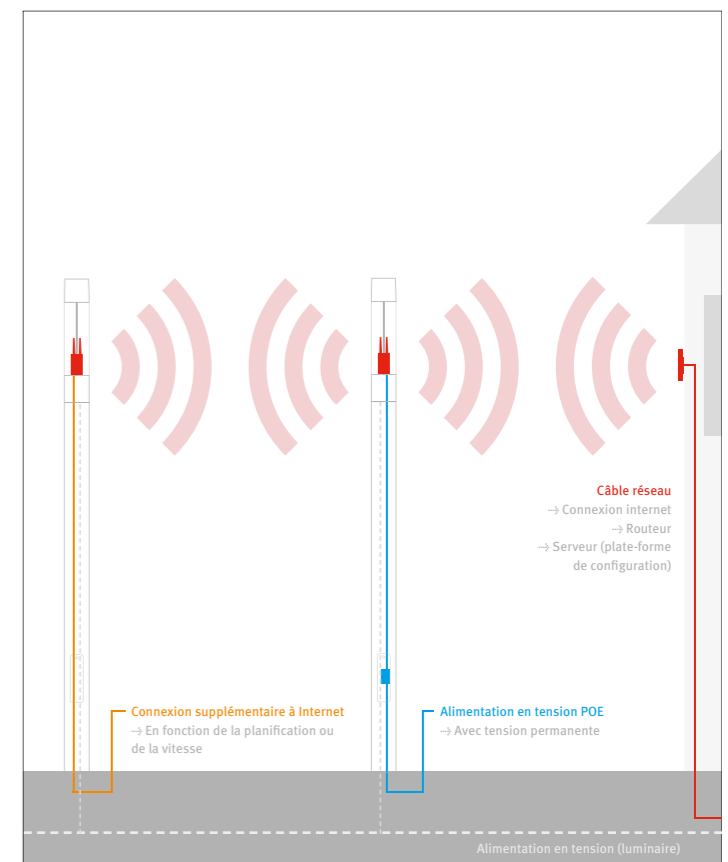 Câble réseau
→ Connexion internet
→ Routeur
→ Serveur (plate-forme
de configuration)
Connexion supplémentaire à Internet
→ En fonction de la planification ou
de la vitesse
Alimentation en tension POE
→ Avec tension permanente
Alimentation en tension (luminaire)